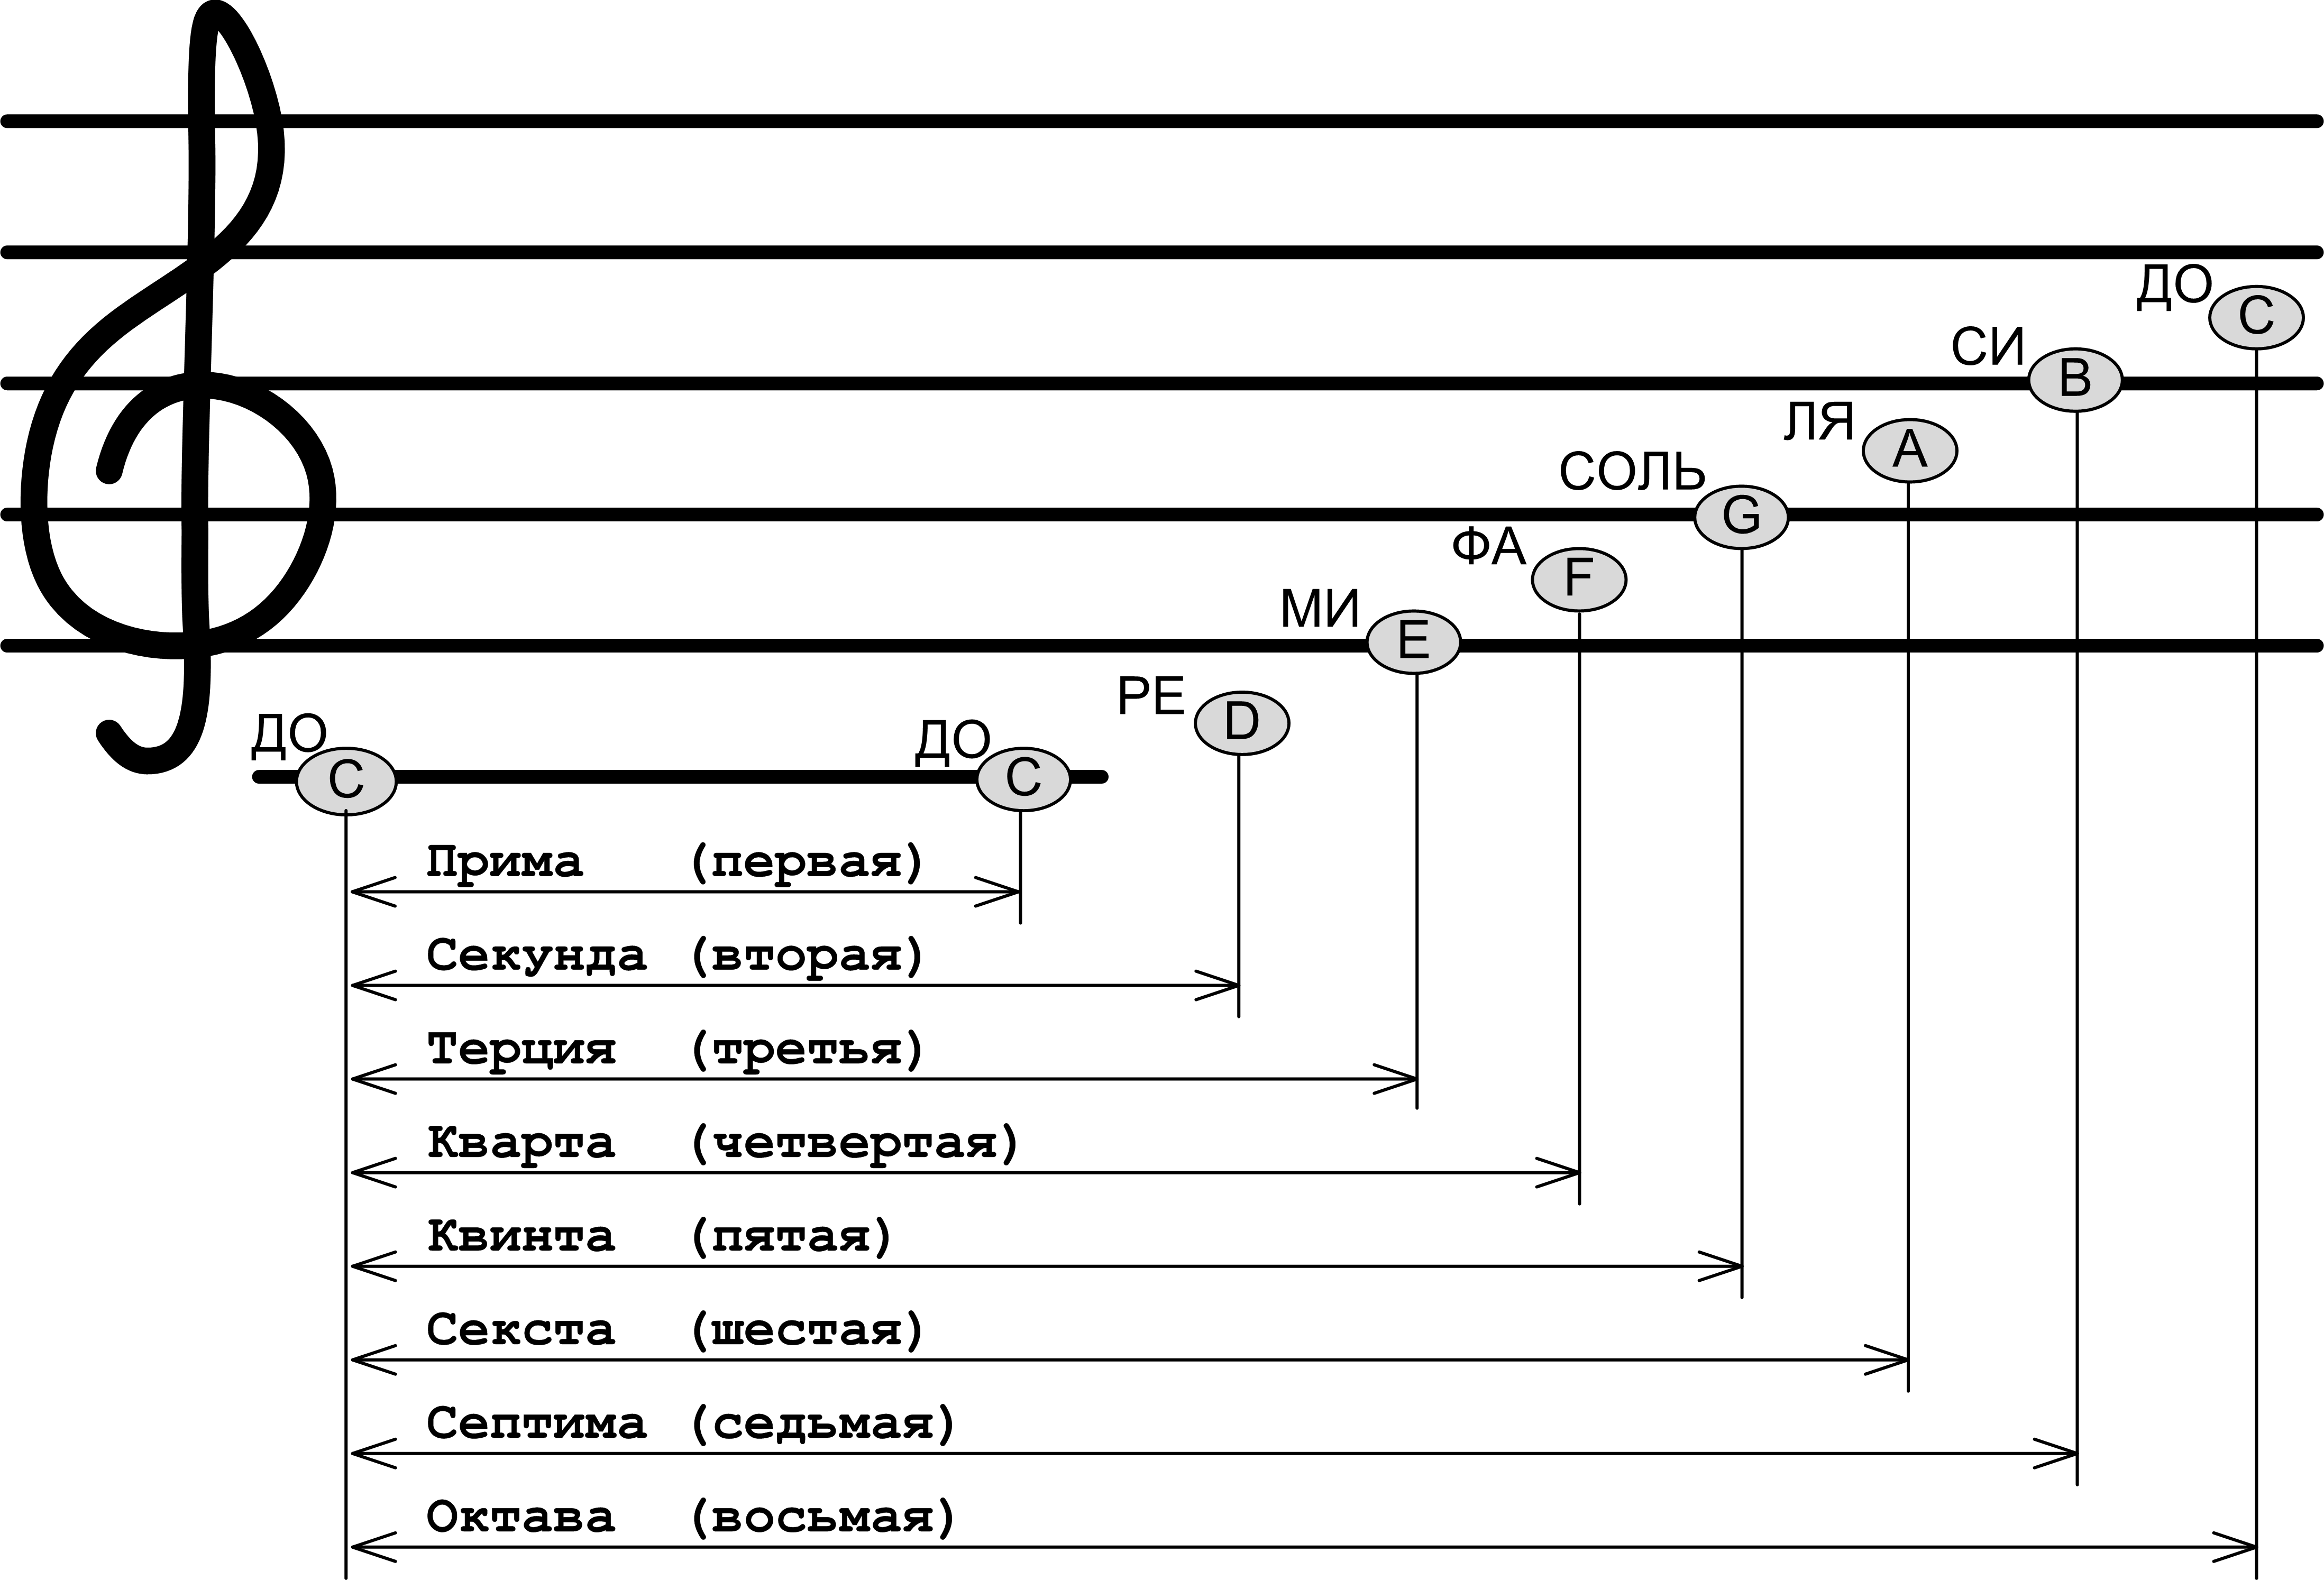 ДО
C
СИ
B
ЛЯ
A
СОЛЬ
G
ФА
F
МИ
E
РЕ
D
ДО
C
ДО
C
Прима (первая)
Секунда (вторая)
Терция (третья)
Кварта (четвертая)
Квинта (пятая)
Секста (шестая)
Септима (седьмая)
Октава (восьмая)